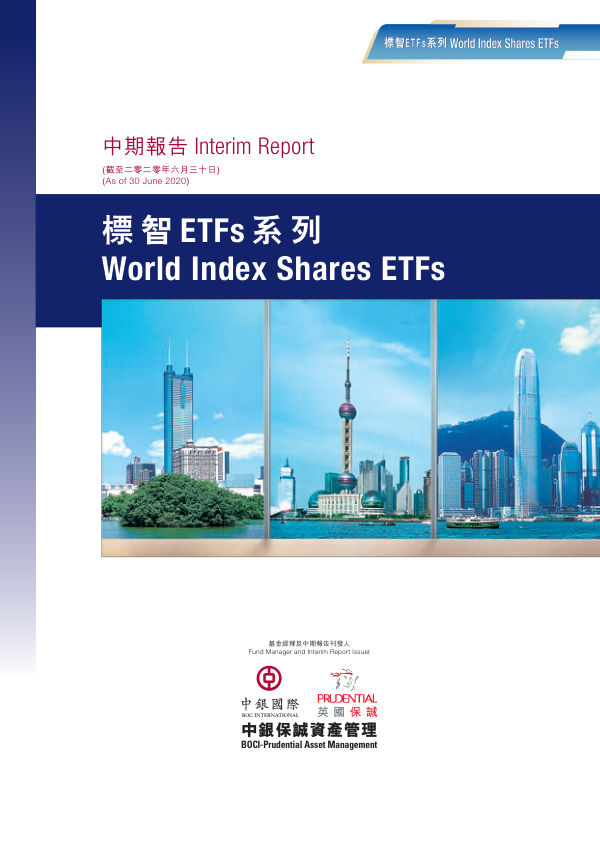 標智ETFs系列 World Index Shares ETFs
中期報告 Interim Report
(截至二零二零年六月三十日)
(As of 30 June 2020)
標智ETFs系列
World Index Shares ETFs
基金經理及中期報告刊發人
Fund Manager and Interim Report Issuer
中銀國際
BOC INTERNATIONAL
PRUDENTIAL
英國保誠
中銀保誠資產管理
BOCI-Prudential Asset Management